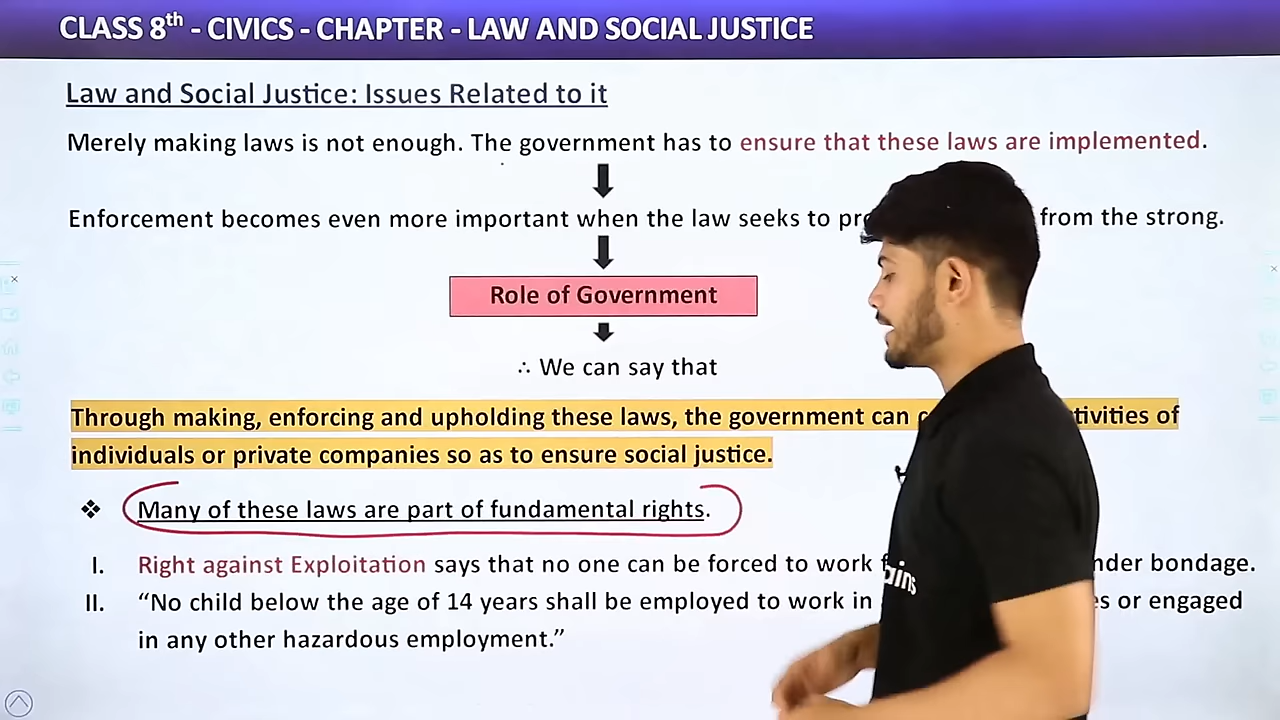 CLASS 8th - CIVICS - CHAPTER - LAW AND SOCIAL JUSTICE
Law and Social Justice: Issues Related to it
Merely making laws is not enough. The government has to ensure that these laws are implemented.
Enforcement becomes even more important when the law seeks to from the strong.
Role of Government
∴ We can say that
Through making, enforcing and upholding these laws, the government can of
individuals or private companies so as to ensure social justice.
❖ Many of these laws are part of fundamental rights.
I. Right against Exploitation says that no one can be forced to work bondage.
II. “No child below the age of 14 years shall be employed to work in or engaged
in any other hazardous employment.”